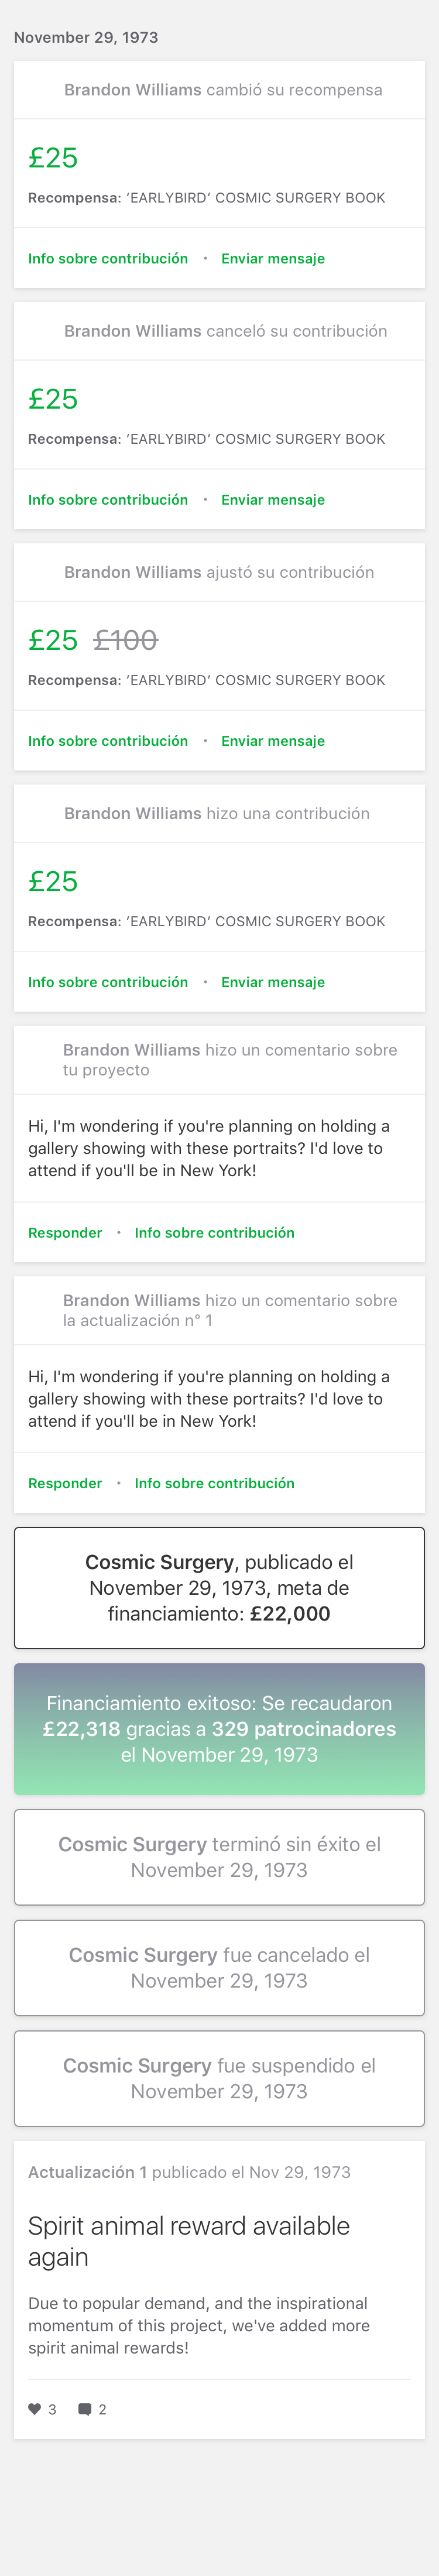 November 29, 1973
Brandon Williams cambió su recompensa
£25
Recompensa: ‘EARLYBIRD’ COSMIC SURGERY BOOK
Info sobre contribución • Enviar mensaje
Brandon Williams canceló su contribución
£25
Recompensa: ‘EARLYBIRD’ COSMIC SURGERY BOOK
Info sobre contribución • Enviar mensaje
Brandon Williams ajustó su contribución
£25 £100
Recompensa: ‘EARLYBIRD’ COSMIC SURGERY BOOK
Info sobre contribución • Enviar mensaje
Brandon Williams hizo una contribución
£25
Recompensa: ‘EARLYBIRD’ COSMIC SURGERY BOOK
Info sobre contribución • Enviar mensaje
Brandon Williams hizo un comentario sobre
tu proyecto
Hi, I'm wondering if you're planning on holding a
gallery showing with these portraits? I'd love to
attend if you'll be in New York!
Responder • Info sobre contribución
Brandon Williams hizo un comentario sobre
la actualización n° 1
Hi, I'm wondering if you're planning on holding a
gallery showing with these portraits? I'd love to
attend if you'll be in New York!
Responder • Info sobre contribución
Cosmic Surgery, publicado el
November 29, 1973, meta de
financiamiento: £22,000
Financiamiento exitoso: Se recaudaron
£22,318 gracias a 329 patrocinadores
el November 29, 1973
Cosmic Surgery terminó sin éxito el
November 29, 1973
Cosmic Surgery fue cancelado el
November 29, 1973
Cosmic Surgery fue suspendido el
November 29, 1973
Actualización 1 publicado el Nov 29, 1973
Spirit animal reward available
again
Due to popular demand, and the inspirational
momentum of this project, we've added more
spirit animal rewards!
3 2